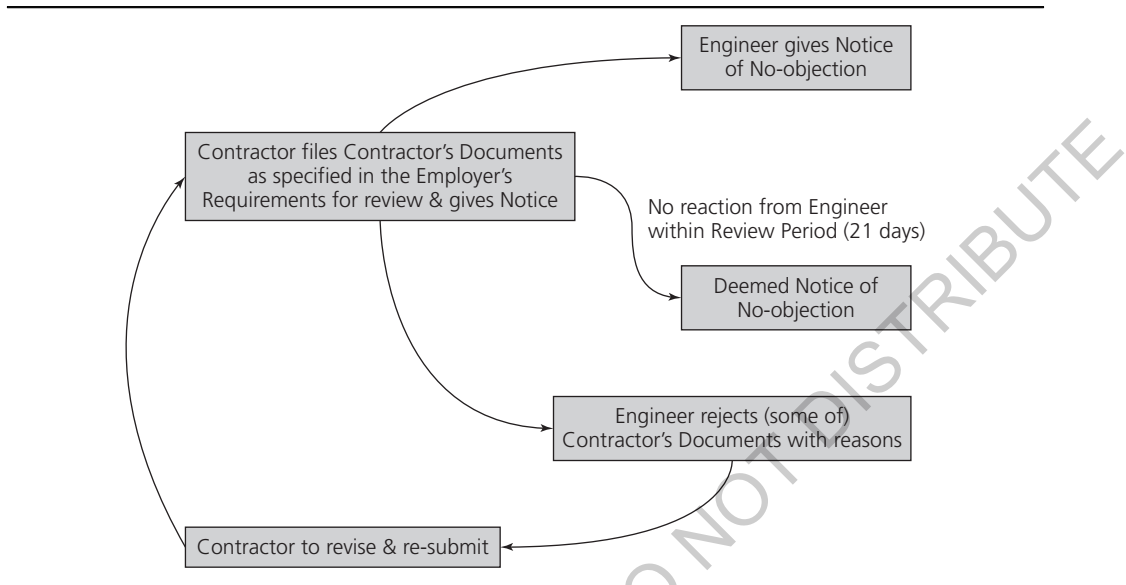 Engineer gives Notice
of No-objection
Contractor files Contractor's Documents
as specified in the Employer's
Requirements for review & gives Notice
No reaction from Engineer
within Review Period (21 days)
Deemed Notice of
No-objection
Engineer rejects (some of)
Contractor's Documents with reasons
Contractor to revise & re-submit
O NOT DISTRIBUTE